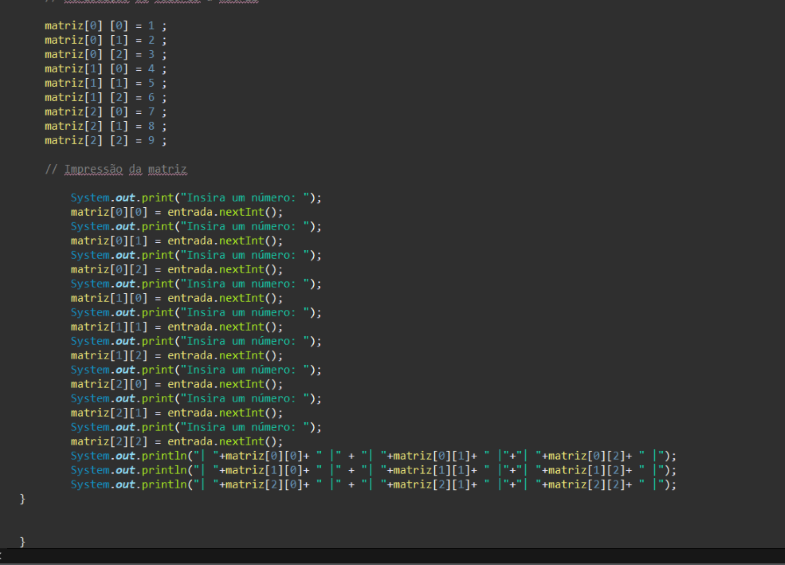 matriz[0] [0] = 1 ;
matriz[0] [1] = 2 ;
matriz[0] [2] = 3 ;
matriz[1] [0] = 4 ;
matriz[1] [1] = 5 ;
matriz[1] [2] = 6 ;
matriz[2] [0] = 7 ;
matriz[2] [1] = 8 ;
matriz[2] [2] = 9 ;
// Impressão da matriz
System.out.print("Insira um número: ");
matriz[0][0] = entrada.nextInt();
System.out.print("Insira um número: ");
matriz[0][1] = entrada.nextInt();
System.out.print("Insira um número: ");
matriz[0][2] = entrada.nextInt();
System.out.print("Insira um número: ");
matriz[1][0] = entrada.nextInt();
System.out.print("Insira um número: ");
matriz[1][1] = entrada.nextInt();
System.out.print("Insira um número: ");
matriz[1][2] = entrada.nextInt();
System.out.print("Insira um número: ");
matriz[2][0] = entrada.nextInt();
System.out.print("Insira um número: ");
matriz[2][1] = entrada.nextInt();
System.out.print("Insira um número: ");
matriz[2][2] = entrada.nextInt();
System.out.println("| "+matriz[0][0]+ " |" + "| "+matriz[0][1]+ " |"+"| "+matriz[0][2]+ " |");
System.out.println("| "+matriz[1][0]+ " |" + "| "+matriz[1][1]+ " |"+"| "+matriz[1][2]+ " |");
System.out.println("| "+matriz[2][0]+ " |" + "| "+matriz[2][1]+ " |"+"| "+matriz[2][2]+ " |");
}
}